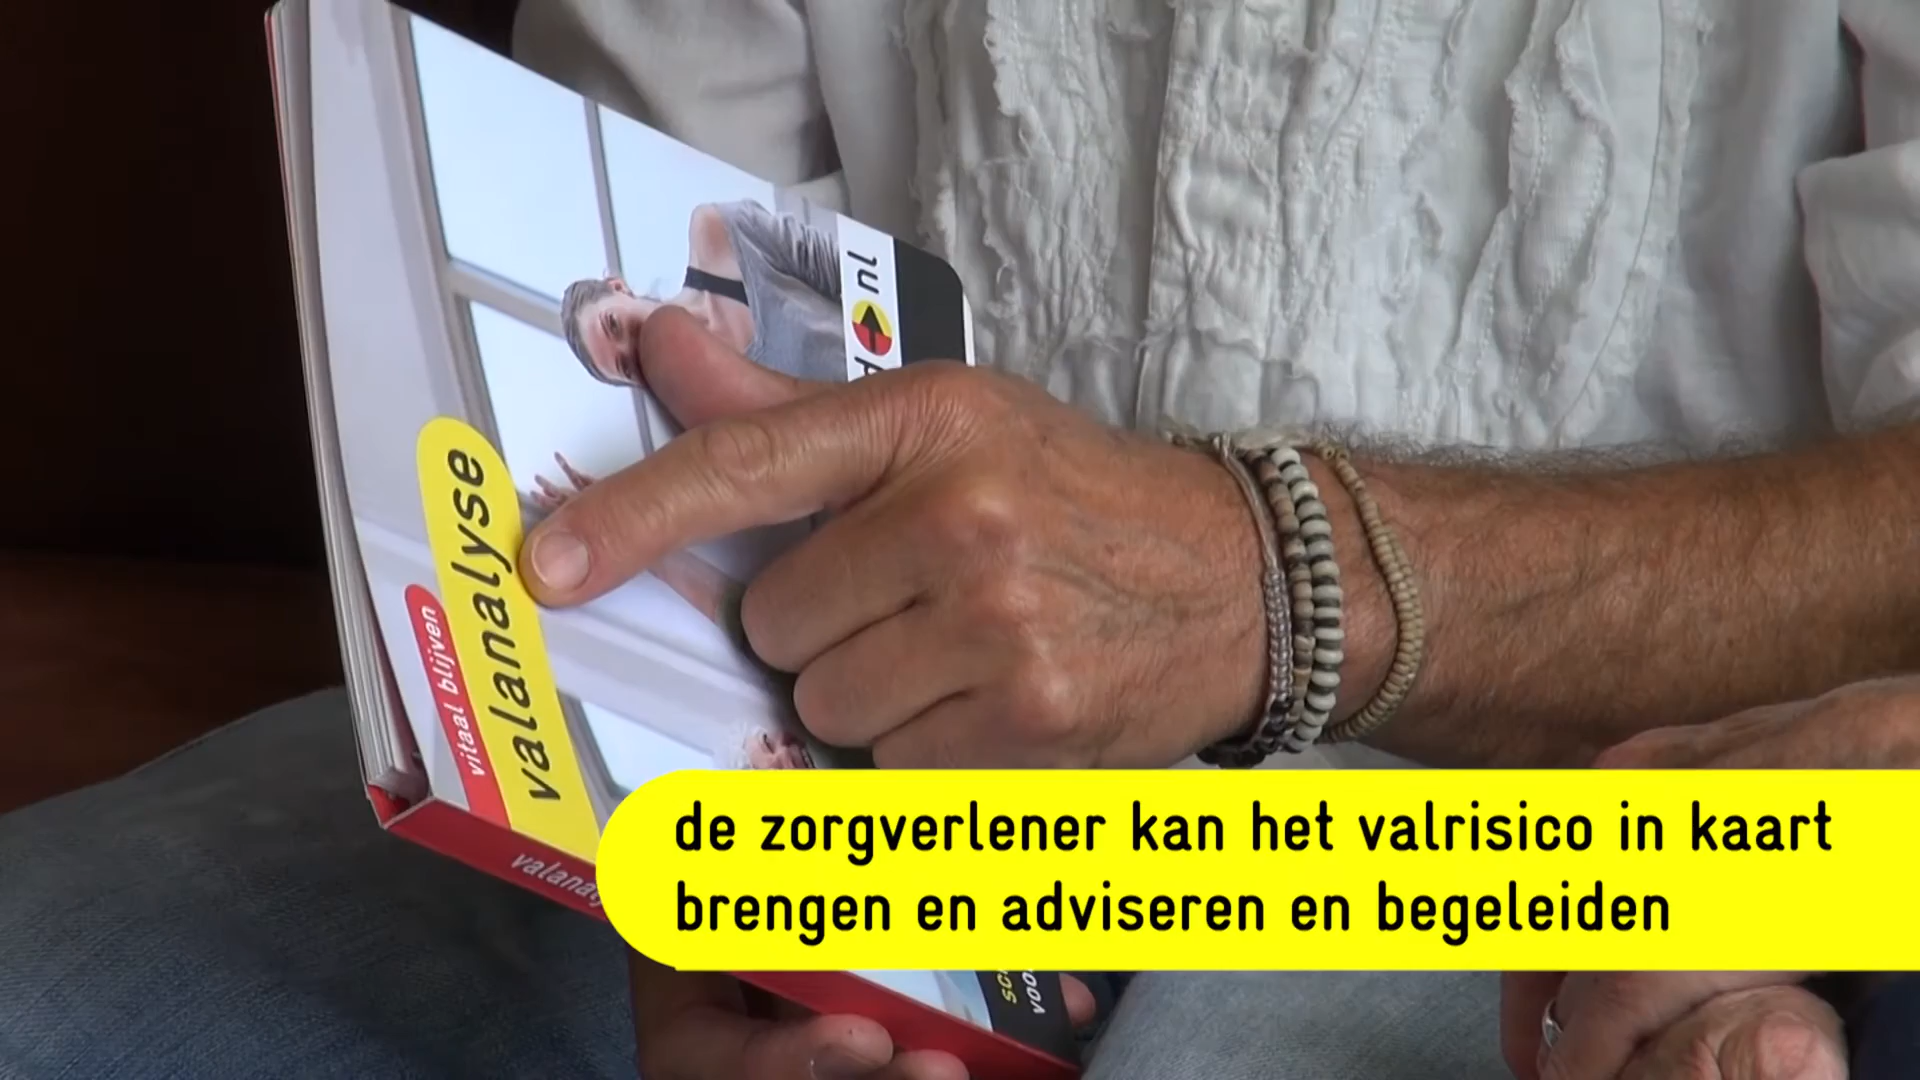 nl
vitaal blijven
valanalyse
de zorgverlener kan het valrisico in kaart
brengen en adviseren en begeleiden